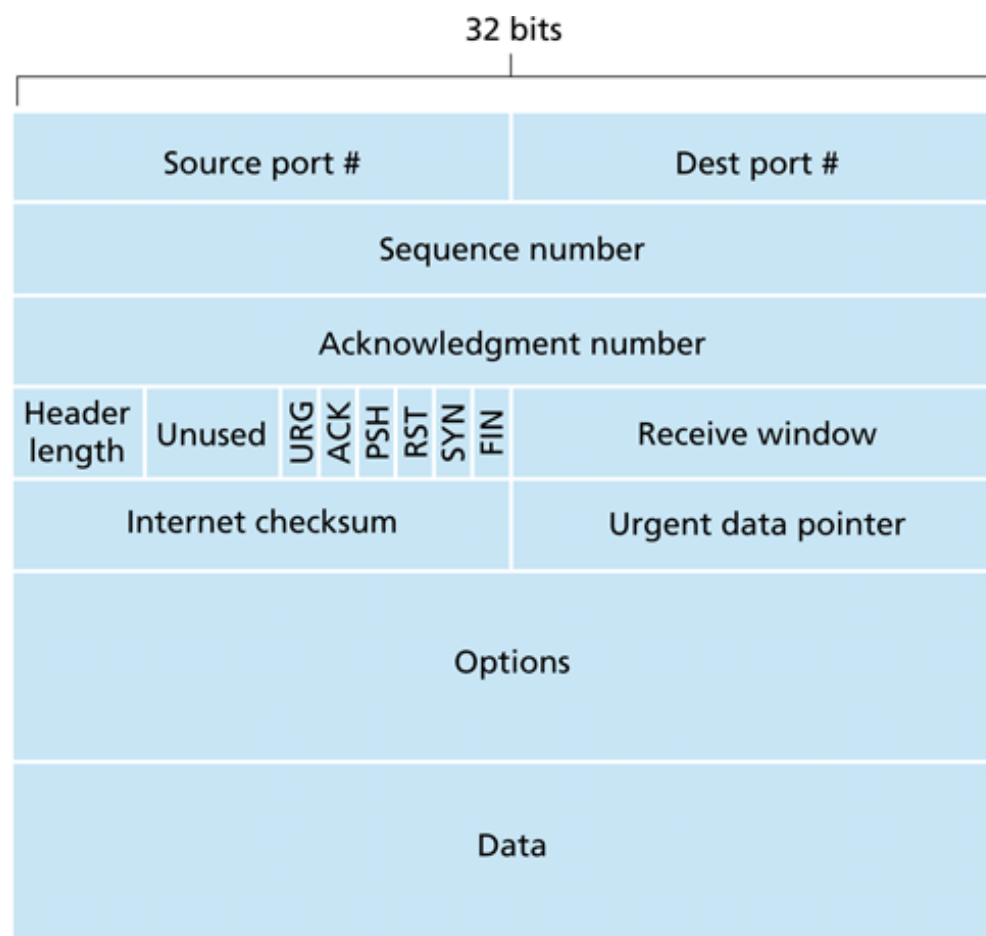 32 bits
Source port #
Dest port #
Sequence number
Acknowledgment number
Header
length
Unused
URG
ACK
PSH
RST
SYN
FIN
Receive window
Internet checksum
Urgent data pointer
Options
Data